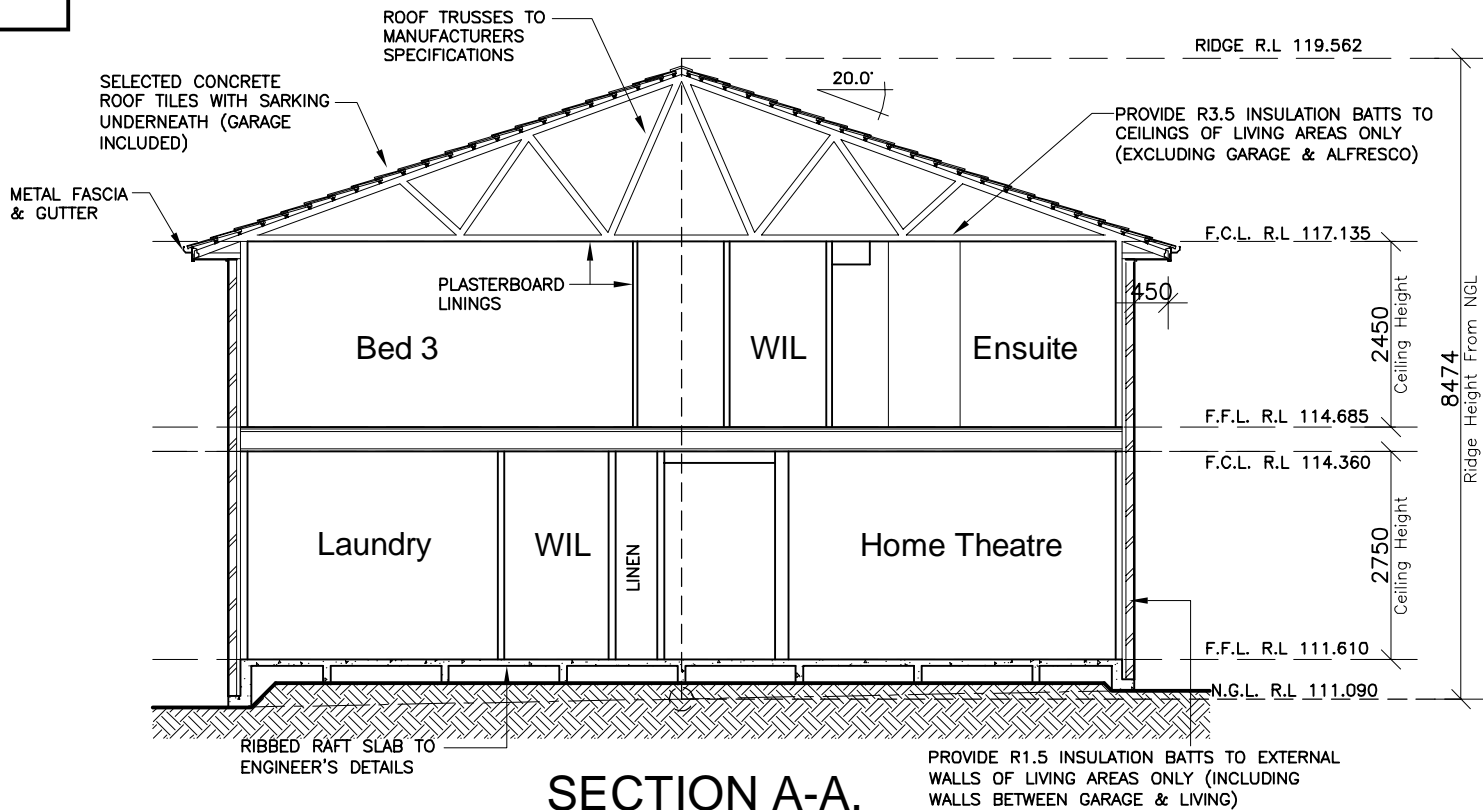 ROOF TRUSSES TO
MANUFACTURERS
SPECIFICATIONS
RIDGE R.L 119.562
20.0°
SELECTED CONCRETE
ROOF TILES WITH SARKING
UNDERNEATH (GARAGE
INCLUDED)
PROVIDE R3.5 INSULATION BATTS TO
CEILINGS OF LIVING AREAS ONLY
(EXCLUDING GARAGE & ALFRESCO)
METAL FASCIA
& GUTTER
F.C.L. R.L 117.135
PLASTERBOARD
LININGS
450
2450
Ceiling Height
8474
Ridge Height From NGL
Bed 3
WIL
Ensuite
F.F.L. R.L 114.685
F.C.L. R.L 114.360
Laundry
WIL
LINEN
Home Theatre
2750
Ceiling Height
F.F.L. R.L 111.610
N.G.L. R.L 111.090
RIBBED RAFT SLAB TO
ENGINEER'S DETAILS
PROVIDE R1.5 INSULATION BATTS TO EXTERNAL
WALLS OF LIVING AREAS ONLY (INCLUDING
WALLS BETWEEN GARAGE & LIVING)
SECTION A-A.